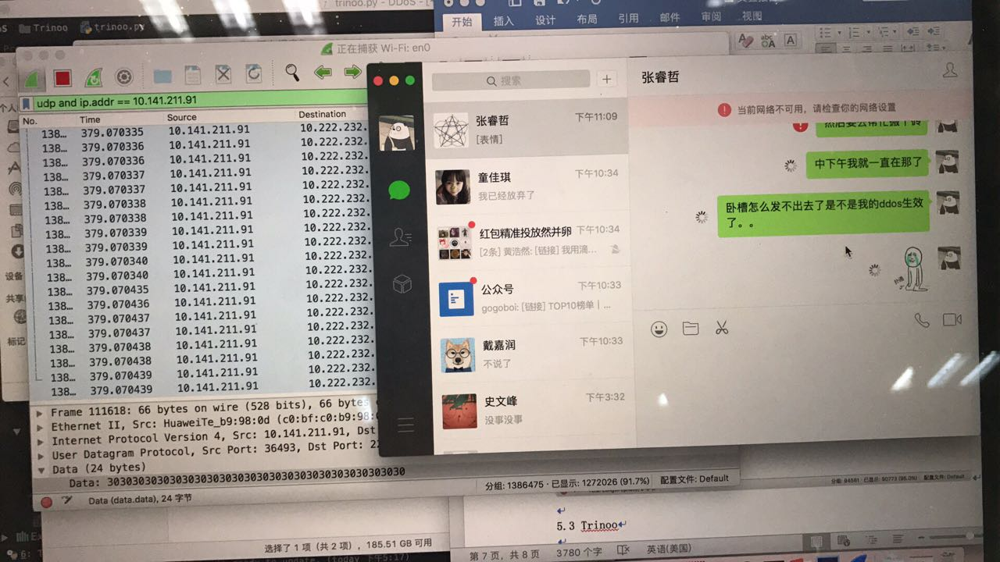 trinoo.py — DDoS
Trinoo
trinoo.py
开始 插入 设计 布局 引用 邮件 审阅 视图
正在捕获 Wi-Fi: en0
udp and ip.addr == 10.141.211.91
No. Time Source Destination
138… 379.070335 10.141.211.91 10.222.232.
138… 379.070336 10.141.211.91 10.222.232.
138… 379.070336 10.141.211.91 10.222.232.
138… 379.070337 10.141.211.91 10.222.232.
138… 379.070337 10.141.211.91 10.222.232.
138… 379.070338 10.141.211.91 10.222.232.
138… 379.070338 10.141.211.91 10.222.232.
138… 379.070339 10.141.211.91 10.222.232.
138… 379.070339 10.141.211.91 10.222.232.
138… 379.070340 10.141.211.91 10.222.232.
138… 379.070340 10.141.211.91 10.222.232.
138… 379.070435 10.141.211.91 10.222.232.
138… 379.070436 10.141.211.91 10.222.232.
138… 379.070437 10.141.211.91 10.222.232.
138… 379.070437 10.141.211.91 10.222.232.
138… 379.070438 10.141.211.91 10.222.232.
138… 379.070438 10.141.211.91 10.222.232.
138… 379.070439 10.141.211.91 10.222.232.
138… 379.070439 10.141.211.91 10.222.232.
Frame 111618: 66 bytes on wire (528 bits), 66 bytes
Ethernet II, Src: HuaweiTe_b9:98:0d (c0:bf:c0:b9:98:0
Internet Protocol Version 4, Src: 10.141.211.91, Dst
User Datagram Protocol, Src Port: 36493, Dst Port: 22
Data (24 bytes)
Data: 303030303030303030303030303030303030303030303030
Data (data.data), 24 字节
分组: 1386475 · 已显示: 1272026 (91.7%)
配置文件: Default
搜索
张睿哲 下午11:09
[表情]
童佳琪 下午10:34
我已经放弃了
红包精准投放然并卵 下午10:34
[2条] 黄浩然: [链接] 我用滴…
公众号 下午10:33
gogoboi: [链接] TOP10榜单丨…
戴嘉润 下午10:33
不说了
史文峰 下午3:32
没事没事
张睿哲
当前网络不可用，请检查你的网络设置
中下午我就一直在那了
卧槽怎么发不出去了是不是我的ddos生效
了。。
设备
标记
选择了 1 项（共 2 项），185.51 GB 可用
5.3 Trinoo
第 7 页，共 8 页 3780 个字 英语(美国)